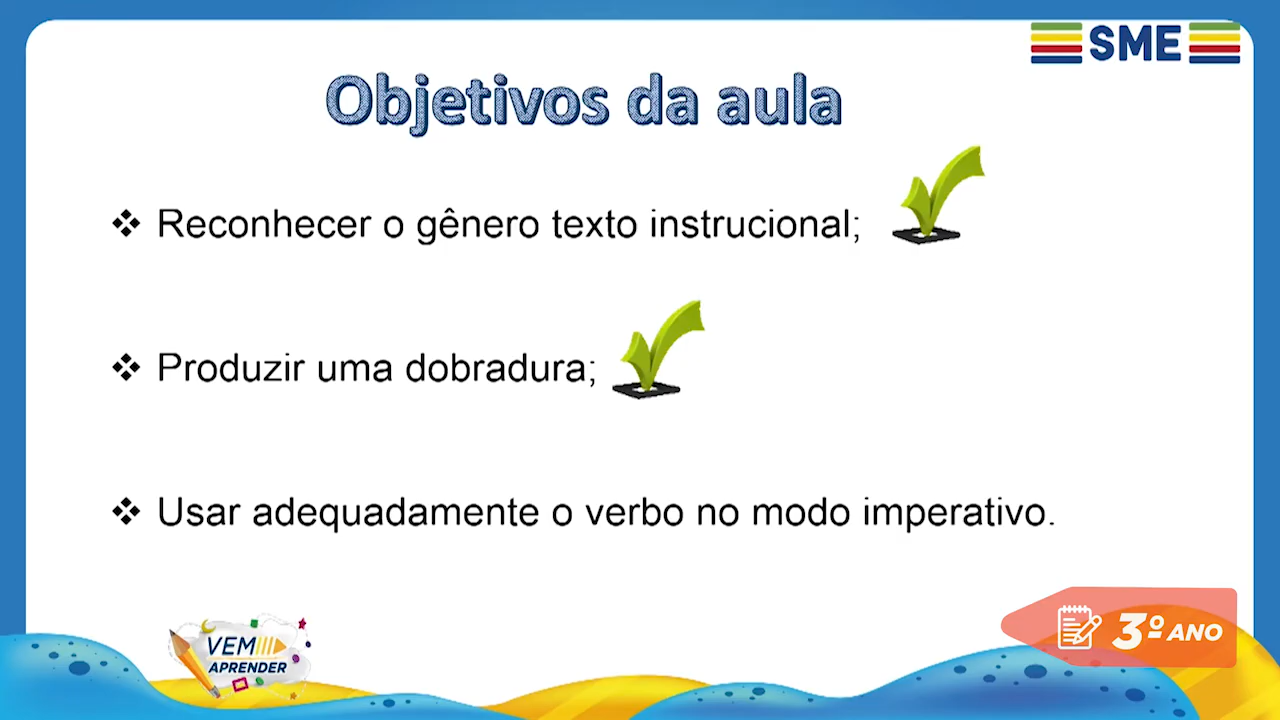 SME
Objetivos da aula
Reconhecer o gênero texto instrucional;
Produzir uma dobradura;
Usar adequadamente o verbo no modo imperativo.
VEM
APRENDER
3º ANO